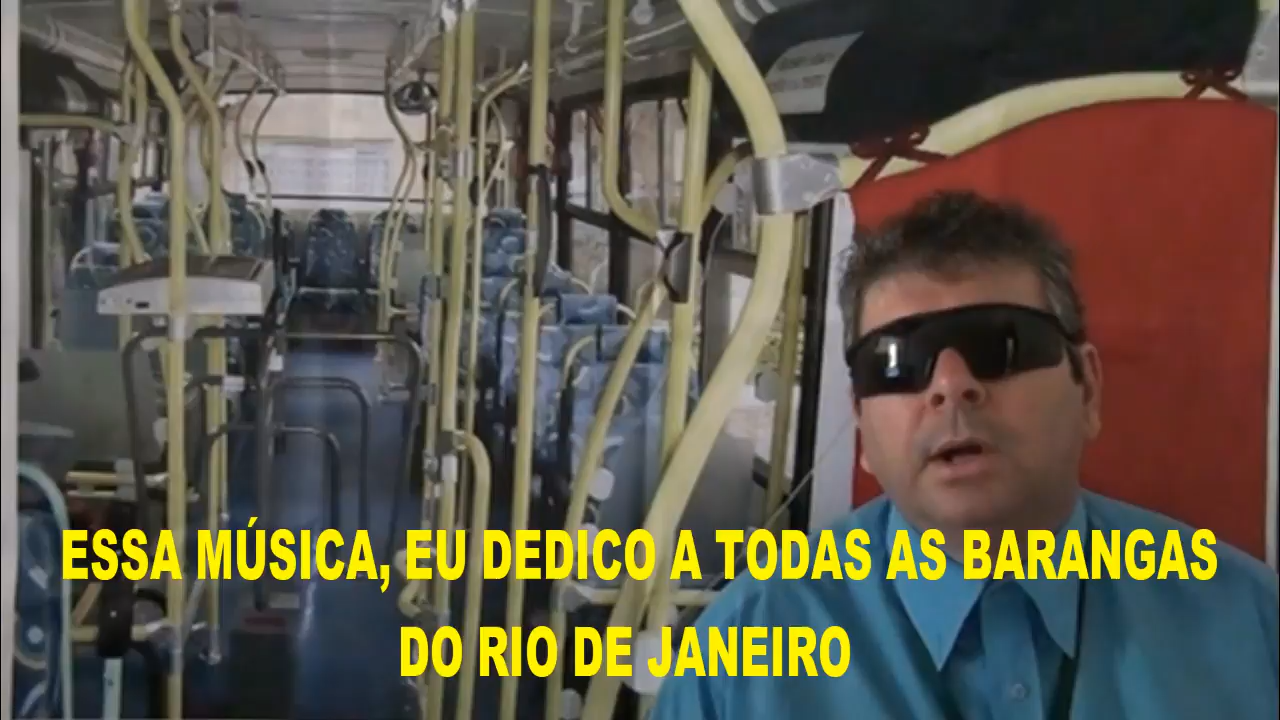 ESSA MÚSICA, EU DEDICO A TODAS AS BARANGAS
DO RIO DE JANEIRO